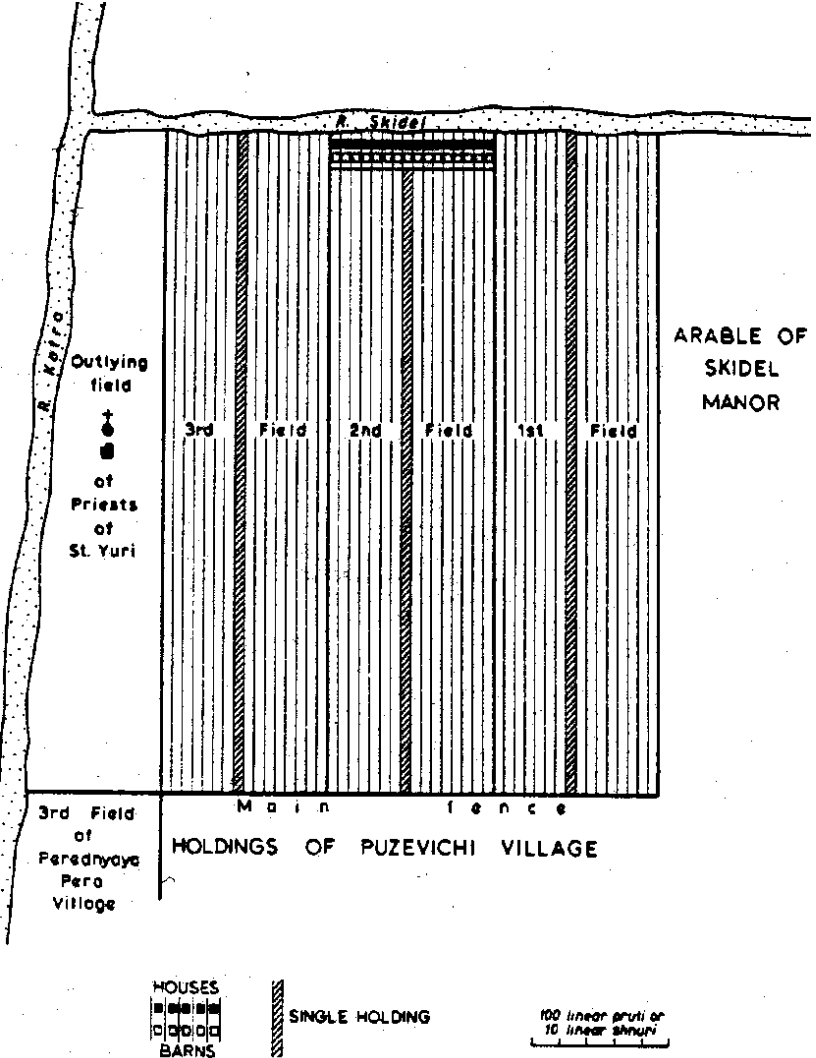 R. Skidel
R. Kotra
Outlying
field
of
Priests
of
St. Yuri
3rd Field 2nd Field 1st Field
ARABLE OF
SKIDEL
MANOR
Main fence
3rd Field
of
Perednyaya
Pera
Village
HOLDINGS OF PUZEVICHI VILLAGE
HOUSES
BARNS
SINGLE HOLDING
100 linear pruti or
10 linear shnuri